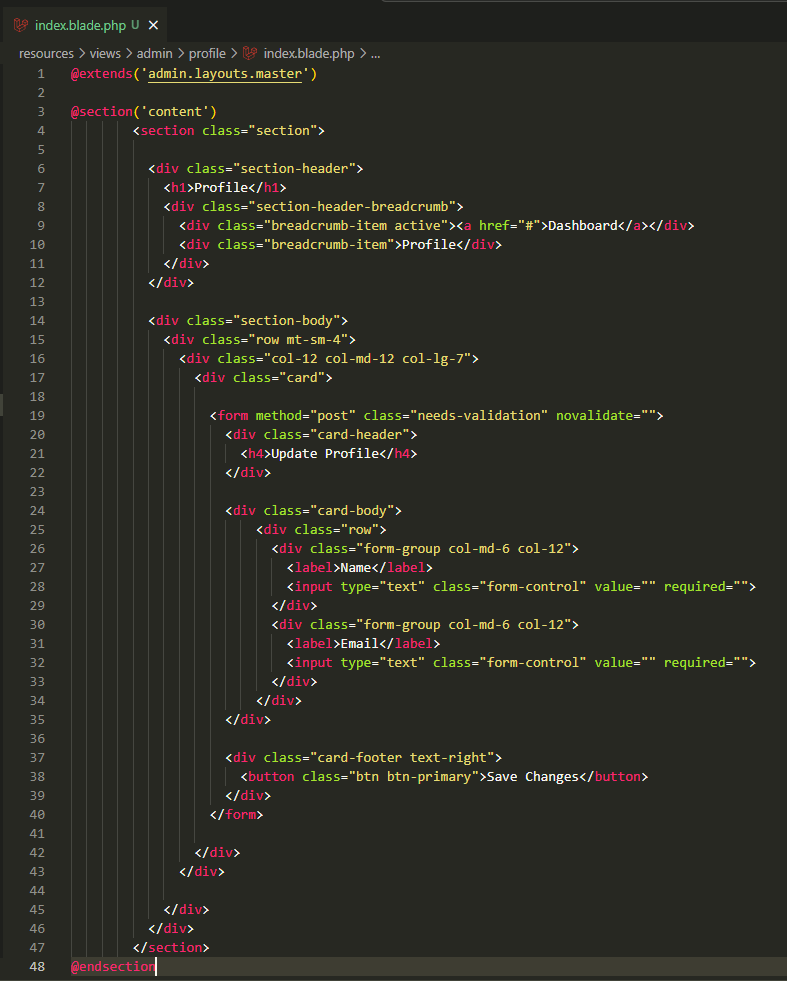 index.blade.php U ×
resources > views > admin > profile > index.blade.php > ...
1 @extends('admin.layouts.master')
2
3 @section('content')
4 <section class="section">
5
6 <div class="section-header">
7 <h1>Profile</h1>
8 <div class="section-header-breadcrumb">
9 <div class="breadcrumb-item active"><a href="#">Dashboard</a></div>
10 <div class="breadcrumb-item">Profile</div>
11 </div>
12 </div>
13
14 <div class="section-body">
15 <div class="row mt-sm-4">
16 <div class="col-12 col-md-12 col-lg-7">
17 <div class="card">
18
19 <form method="post" class="needs-validation" novalidate="">
20 <div class="card-header">
21 <h4>Update Profile</h4>
22 </div>
23
24 <div class="card-body">
25 <div class="row">
26 <div class="form-group col-md-6 col-12">
27 <label>Name</label>
28 <input type="text" class="form-control" value="" required="">
29 </div>
30 <div class="form-group col-md-6 col-12">
31 <label>Email</label>
32 <input type="text" class="form-control" value="" required="">
33 </div>
34 </div>
35 </div>
36
37 <div class="card-footer text-right">
38 <button class="btn btn-primary">Save Changes</button>
39 </div>
40 </form>
41
42 </div>
43 </div>
44
45 </div>
46 </div>
47 </section>
48 @endsection